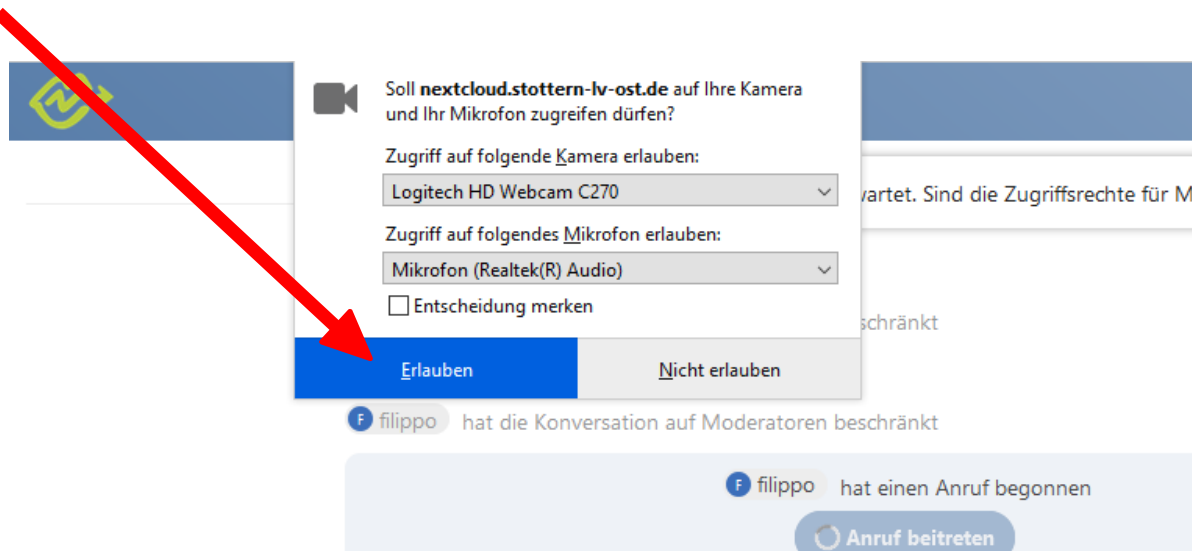 Soll nextcloud.stottern-lv-ost.de auf Ihre Kamera
und Ihr Mikrofon zugreifen dürfen?
Zugriff auf folgende Kamera erlauben:
Logitech HD Webcam C270
Sind die Zugriffsrechte für
Zugriff auf folgendes Mikrofon erlauben:
Mikrofon (Realtek(R) Audio)
Entscheidung merken
Erlauben
Nicht erlauben
F filippo hat die Konversation auf Moderatoren beschränkt
F filippo hat einen Anruf begonnen
Anruf beitreten